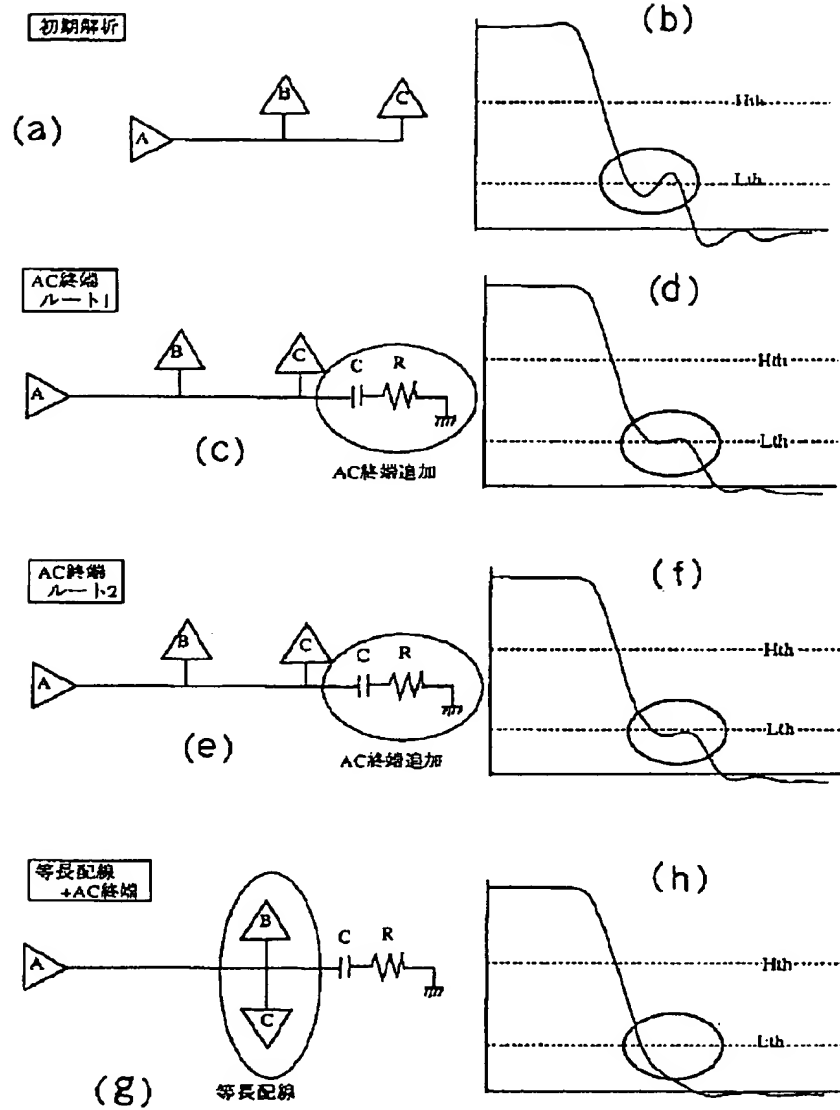 初期解析
(a)
A
B
C
(b)
Hth
Lth
AC終端
ルート1
(c)
A
B
C
C
R
AC終端追加
(d)
Hth
Lth
AC終端
ルート2
(e)
A
B
C
C
R
AC終端追加
(f)
Hth
Lth
等長配線
+AC終端
(g)
A
B
C
C
R
等長配線
(h)
Hth
Lth